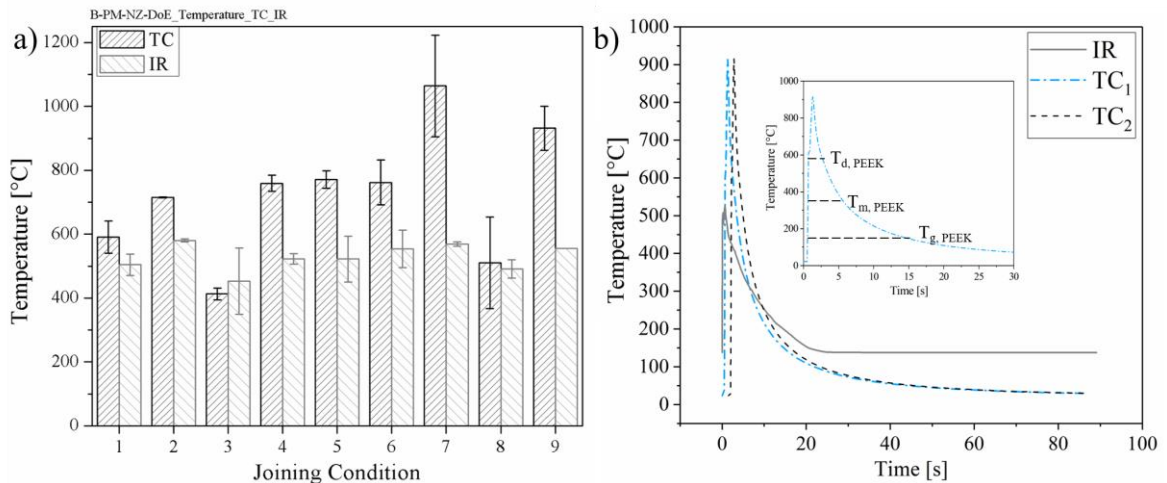 B-PM-NZ-DoE_Temperature_TC_IR
a)
TC
IR
Temperature [°C]
1200
1000
800
600
400
200
0
1 2 3 4 5 6 7 8 9
Joining Condition
b)
IR
TC1
TC2
Temperature [°C]
1000
900
800
700
600
500
400
300
200
100
0
0 20 40 60 80 100
Time [s]
Temperature [°C]
1000
800
600
400
200
0
Td, PEEK
Tm, PEEK
Tg, PEEK
0 5 10 15 20 25 30
Time [s]